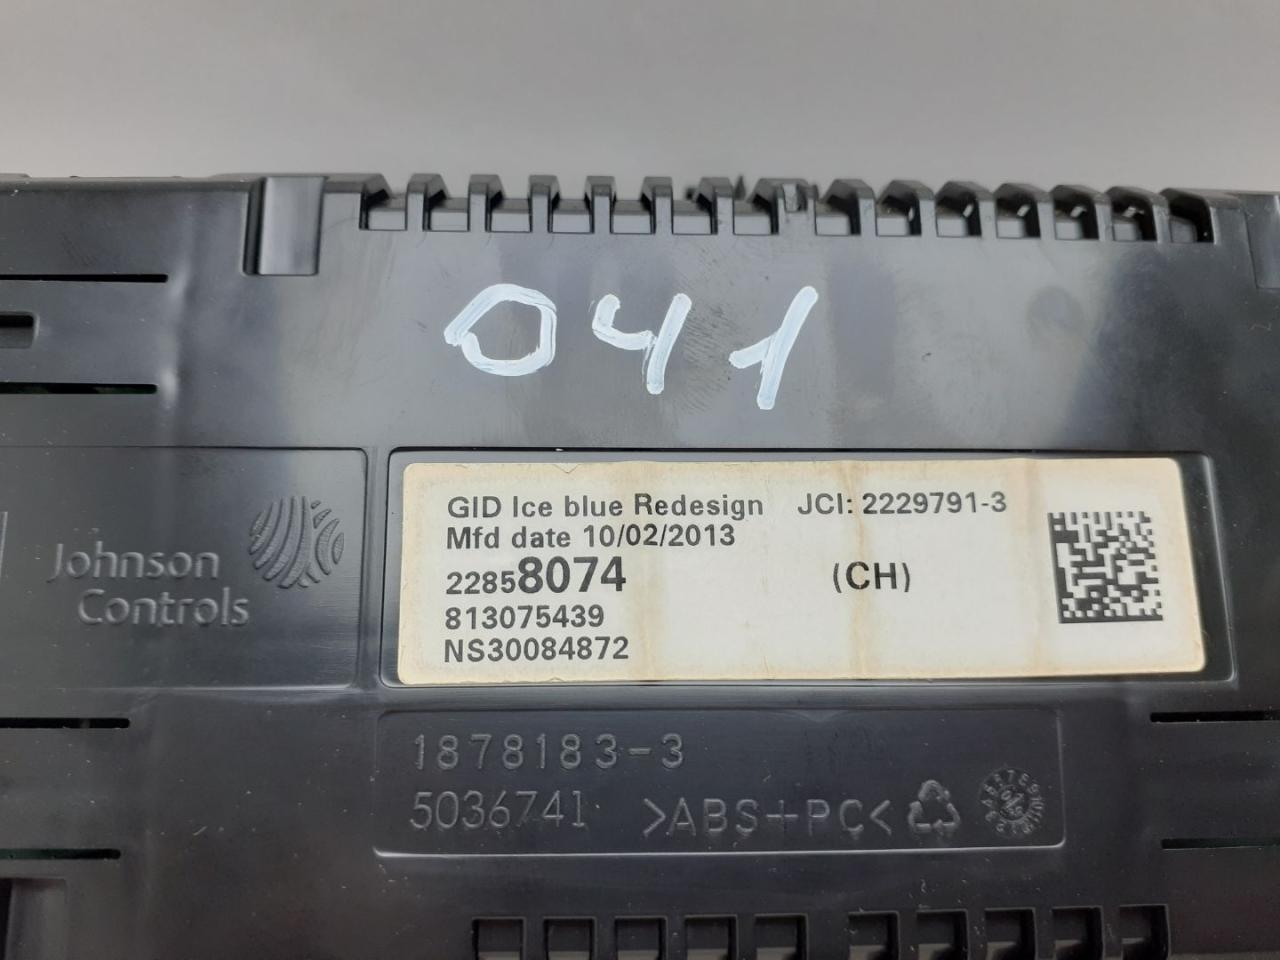 041
Johnson
Controls
GID Ice blue Redesign JCI: 2229791-3
Mfd date 10/02/2013
22858074 (CH)
813075439
NS30084872
1878183-3
5036741 >ABS+PC<